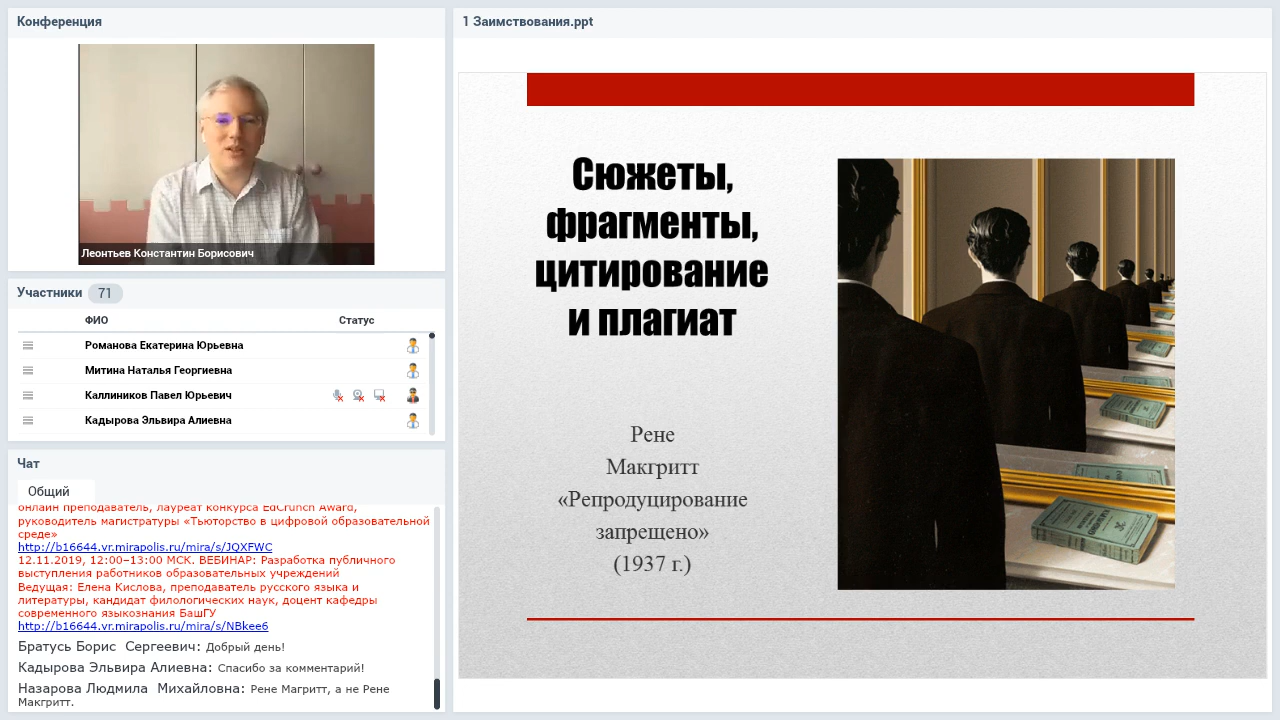 Конференция
Леонтьев Константин Борисович
Участники 71
ФИО Статус
Романова Екатерина Юрьевна
Митина Наталья Георгиевна
Каллиников Павел Юрьевич
Кадырова Эльвира Алиевна
Чат
Общий
онлайн преподаватель, лауреат конкурса EdCrunch Award,
руководитель магистратуры «Тьюторство в цифровой образовательной
среде»
http://b16644.vr.mirapolis.ru/mira/s/JQXFWC
12.11.2019, 12:00–13:00 МСК. ВЕБИНАР: Разработка публичного
выступления работников образовательных учреждений
Ведущая: Елена Кислова, преподаватель русского языка и
литературы, кандидат филологических наук, доцент кафедры
современного языкознания БашГУ
http://b16644.vr.mirapolis.ru/mira/s/NBkee6
Братусь Борис Сергеевич: Добрый день!
Кадырова Эльвира Алиевна: Спасибо за комментарий!
Назарова Людмила Михайловна: Рене Магритт, а не Рене
Макгритт.
1 Заимствования.ppt
Сюжеты,
фрагменты,
цитирование
и плагиат
Рене
Макгритт
«Репродуцирование
запрещено»
(1937 г.)